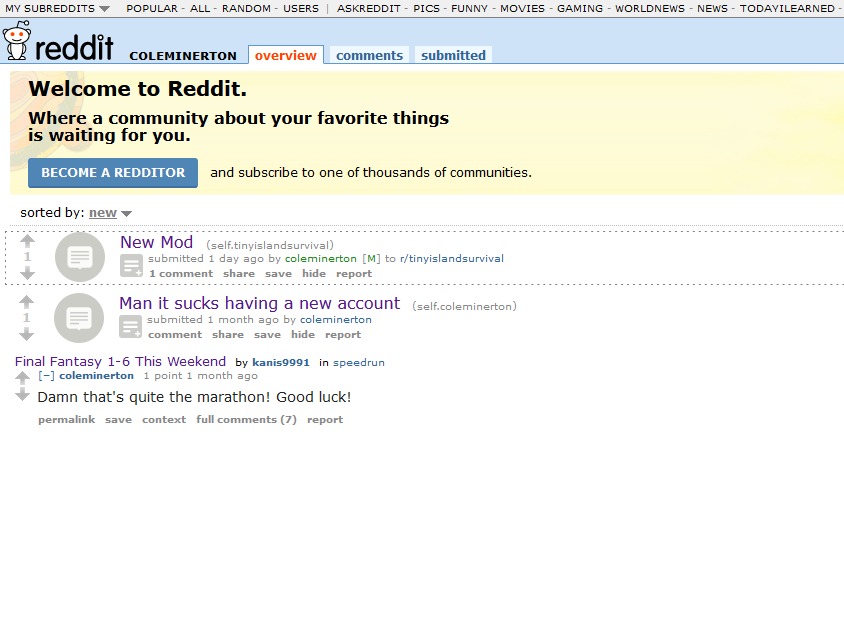 MY SUBREDDITS POPULAR - ALL - RANDOM - USERS | ASKREDDIT - PICS - FUNNY - MOVIES - GAMING - WORLDNEWS - NEWS - TODAYILEARNED -
reddit COLEMINERTON overview comments submitted
Welcome to Reddit.
Where a community about your favorite things
is waiting for you.
BECOME A REDDITOR and subscribe to one of thousands of communities.
sorted by: new
New Mod (self.tinyislandsurvival)
1 submitted 1 day ago by coleminerton [M] to r/tinyislandsurvival
1 comment share save hide report
Man it sucks having a new account (self.coleminerton)
1 submitted 1 month ago by coleminerton
comment share save hide report
Final Fantasy 1-6 This Weekend by kanis9991 in speedrun
[–] coleminerton 1 point 1 month ago
Damn that's quite the marathon! Good luck!
permalink save context full comments (7) report